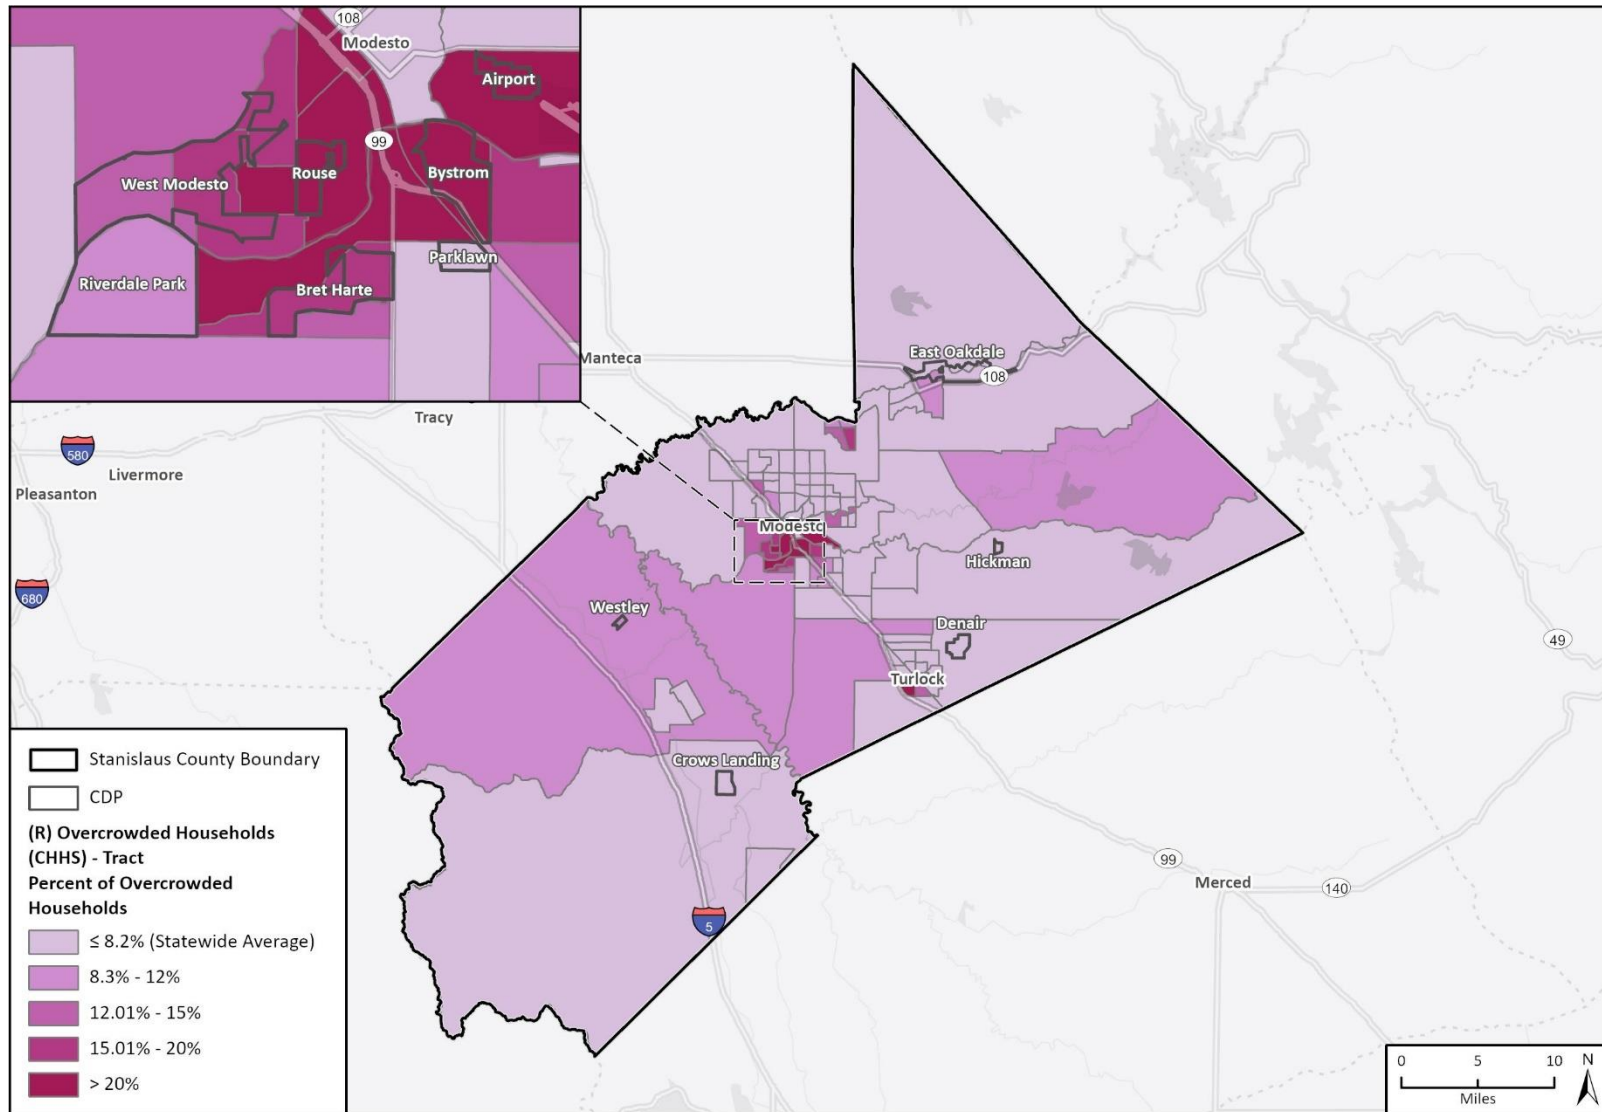 108
Modesto
Airport
99
West Modesto
Rouse
Bystrom
Parklawn
Riverdale Park
Bret Harte
Manteca
Tracy
580
Livermore
Pleasanton
680
East Oakdale
108
Modesto
Hickman
Westley
Denair
Turlock
49
Crows Landing
99
Merced
140
5
Stanislaus County Boundary
CDP
(R) Overcrowded Households
(CHHS) - Tract
Percent of Overcrowded
Households
≤ 8.2% (Statewide Average)
8.3% - 12%
12.01% - 15%
15.01% - 20%
> 20%
0 5 10
Miles
N